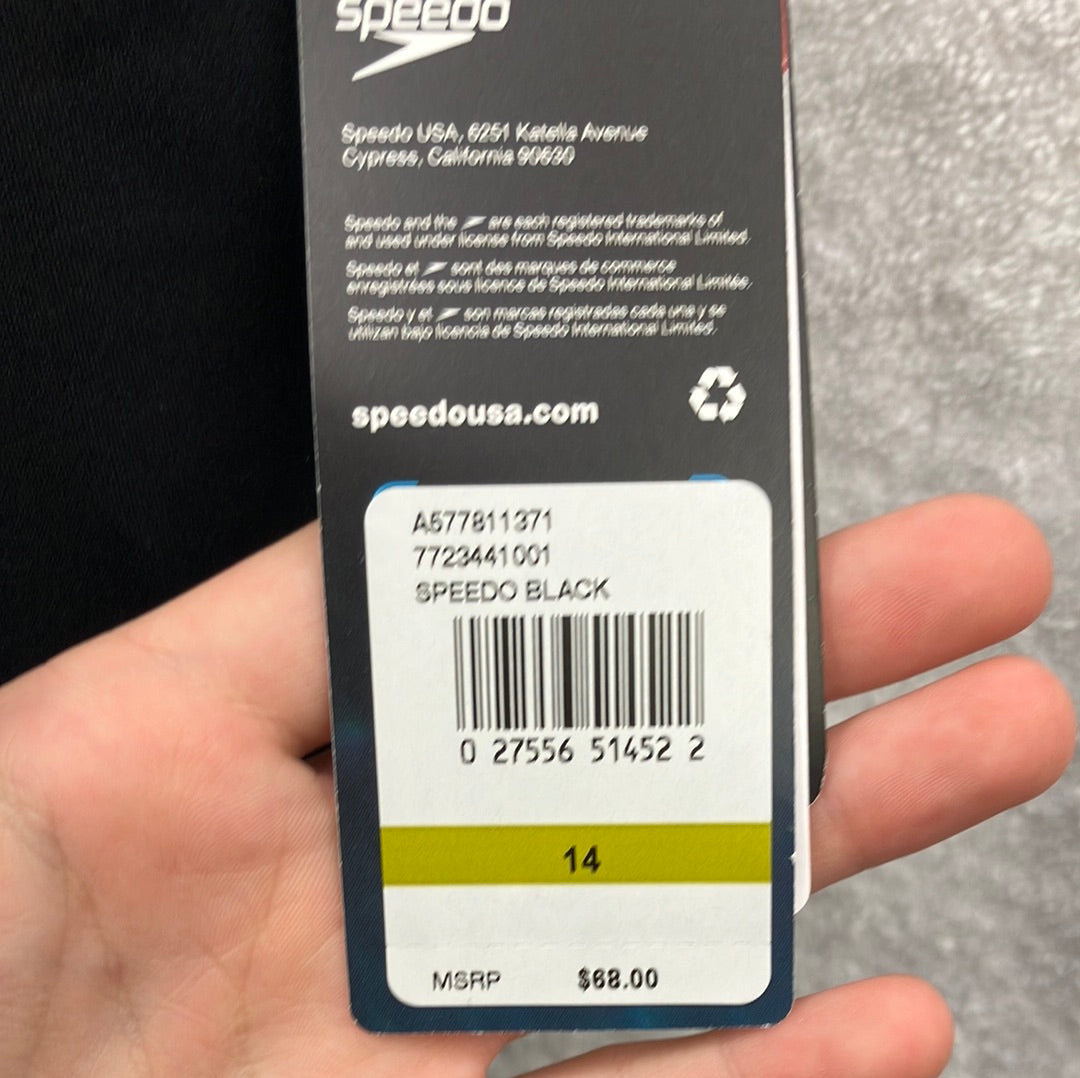 speedo
Speedo USA, 6251 Katella Avenue
Cypress, California 90630
Speedo and the are each registered trademarks of
and used under license from Speedo International Limited.
Speedo et sont des marques de commerce
enregistrées sous licence de Speedo International Limitée.
Speedo y el son marcas registradas cada una y se
utilizan bajo licencia de Speedo International Limited.
speedousa.com
A577811371
7723441001
SPEEDO BLACK
0 27556 51452 2
14
MSRP $68.00